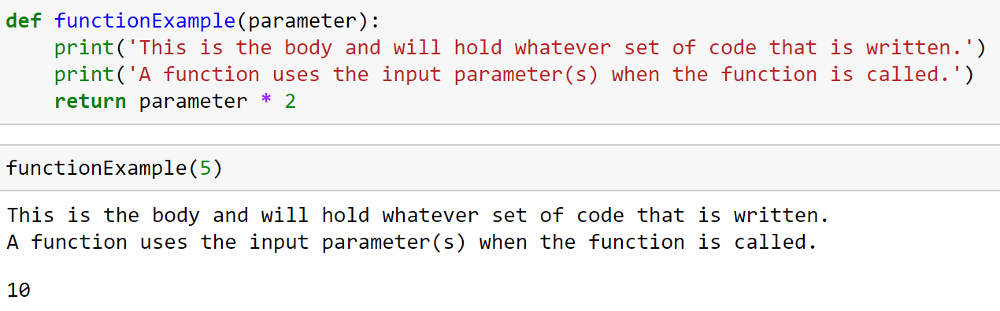 def functionExample(parameter):
    print('This is the body and will hold whatever set of code that is written.')
    print('A function uses the input parameter(s) when the function is called.')
    return parameter * 2
functionExample(5)
This is the body and will hold whatever set of code that is written.
A function uses the input parameter(s) when the function is called.
10